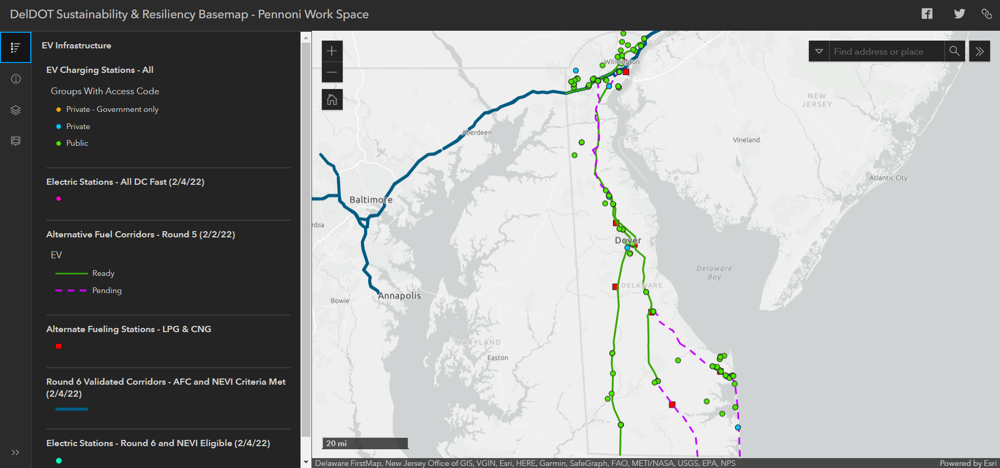 DelDOT Sustainability & Resiliency Basemap - Pennoni Work Space
EV Infrastructure
EV Charging Stations - All
Groups With Access Code
Private - Government only
Private
Public
Electric Stations - All DC Fast (2/4/22)
Alternative Fuel Corridors - Round 5 (2/2/22)
EV
Ready
Pending
Alternate Fueling Stations - LPG & CNG
Round 6 Validated Corridors - AFC and NEVI Criteria Met
(2/4/22)
Electric Stations - Round 6 and NEVI Eligible (2/4/22)
Find address or place
Wilmington
NEW
JERSEY
Aberdeen
Vineland
Atlantic City
Baltimore
nbia
Dover
Delaware
Bay
DELAWARE
Annapolis
Bowie
MARYLAND
Easton
20 mi
Delaware FirstMap, New Jersey Office of GIS, VGIN, Esri, HERE, Garmin, SafeGraph, FAO, METI/NASA, USGS, EPA, NPS
Powered by Esri